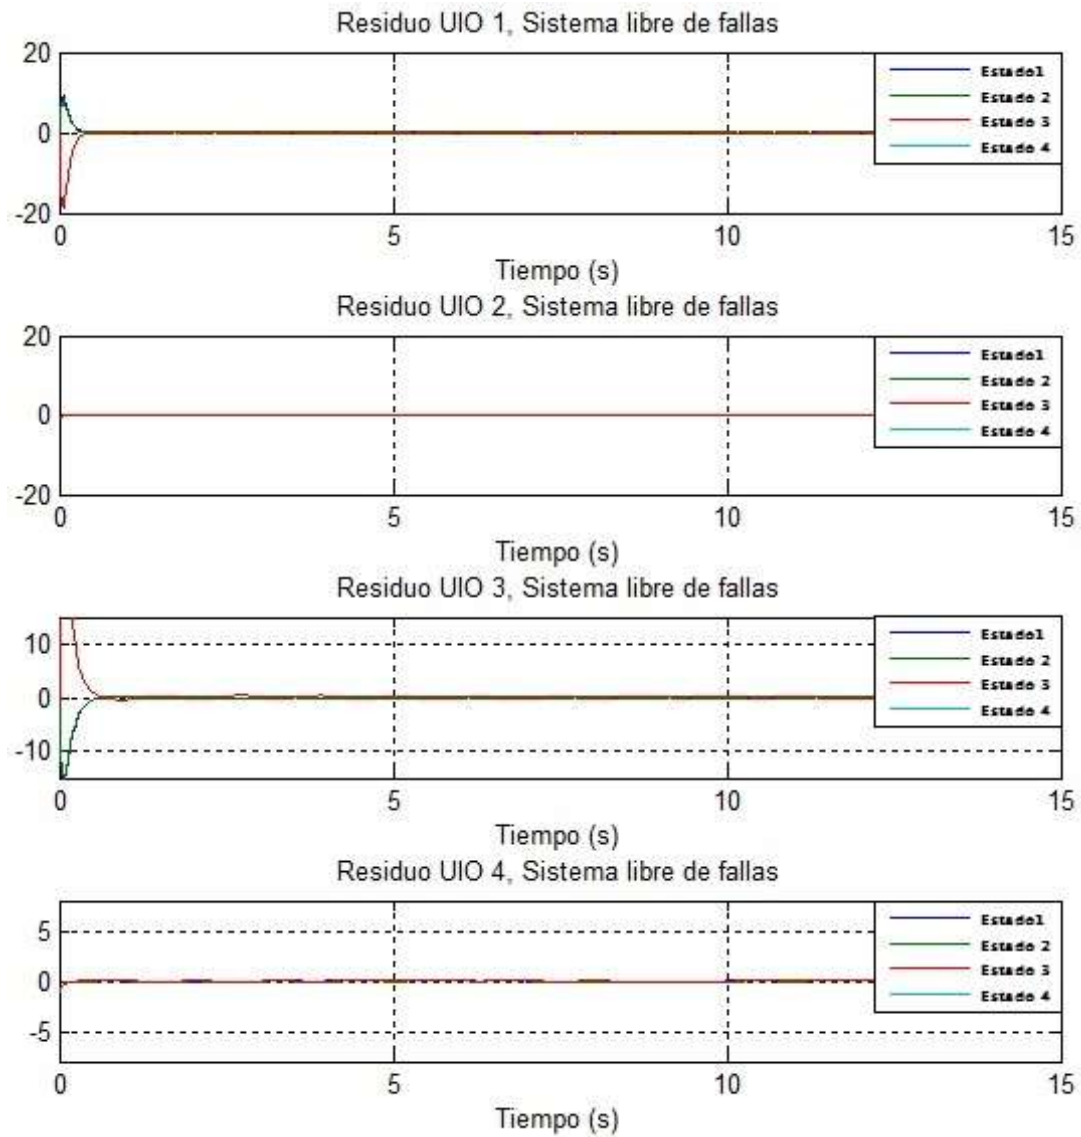 Residuo UIO 1, Sistema libre de fallas
20
0
-20
0 5 10 15
Estado1
Estado 2
Estado 3
Estado 4
Tiempo (s)
Residuo UIO 2, Sistema libre de fallas
20
0
-20
0 5 10 15
Estado1
Estado 2
Estado 3
Estado 4
Tiempo (s)
Residuo UIO 3, Sistema libre de fallas
10
0
-10
0 5 10 15
Estado1
Estado 2
Estado 3
Estado 4
Tiempo (s)
Residuo UIO 4, Sistema libre de fallas
5
0
-5
0 5 10 15
Estado1
Estado 2
Estado 3
Estado 4
Tiempo (s)